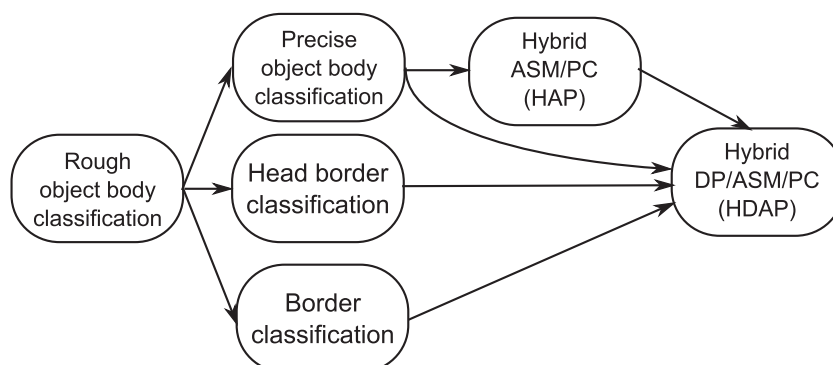 Precise
object body
classification
Hybrid
ASM/PC
(HAP)
Rough
object body
classification
Head border
classification
Hybrid
DP/ASM/PC
(HDAP)
Border
classification